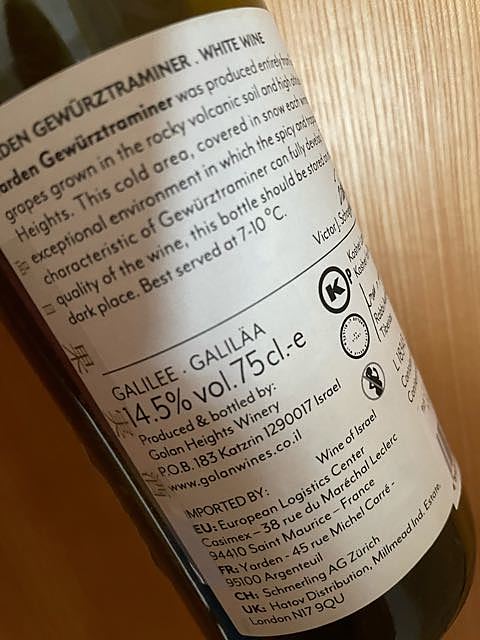 RDEN GEWÜRZTRAMINER . WHITE WINE
arden Gewürztraminer was produced entirely from
grapes grown in the rocky volcanic soil and high
Heights. This cold area, covered in snow each
exceptional environment in which the spicy and
characteristic of Gewürztraminer can fully
quality of the wine, this bottle should be stored
dark place. Best served at 7-10 °C.
Victor J.
K P
Kosher
GALILEE . GALILÄA
14.5% vol. 75cl.-e
Produced & bottled by:
Golan Heights Winery
P.O.B. 183 Katzrin 1290017 Israel
www.golanwines.co.il
Wine of Israel
IMPORTED BY:
EU: European Logistics Center
Casimex – 38 rue du Maréchal Leclerc
94410 Saint Maurice – France
FR: Yarden - 45 rue Michel Carré -
95100 Argenteuil
CH: Schmerling AG Zürich
UK: Hatov Distribution, Millmead Ind. Estate,
London N17 9QU
果